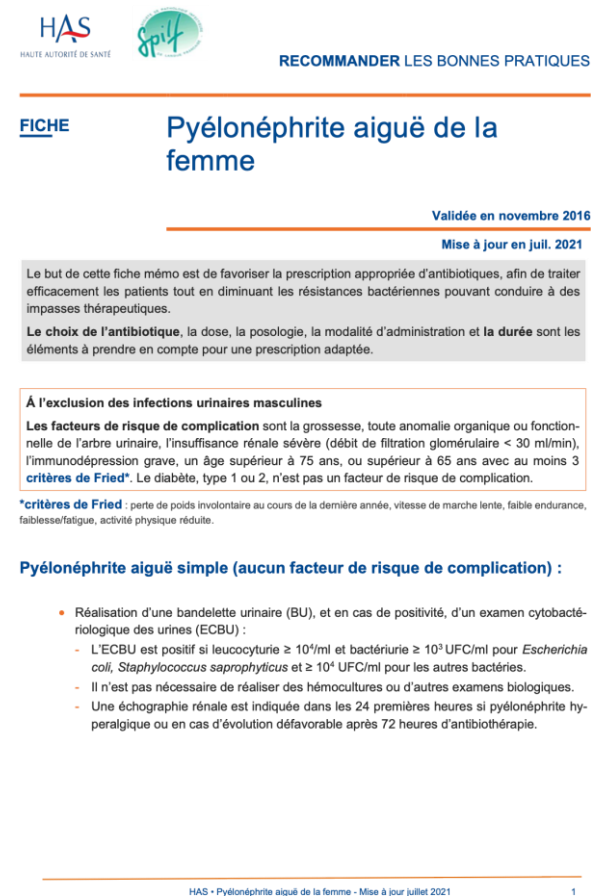 HAS
HAUTE AUTORITÉ DE SANTÉ
Spilf
RECOMMANDER LES BONNES PRATIQUES
FICHE
Pyélonéphrite aiguë de la
femme
Validée en novembre 2016
Mise à jour en juil. 2021
Le but de cette fiche mémo est de favoriser la prescription appropriée d’antibiotiques, afin de traiter
efficacement les patients tout en diminuant les résistances bactériennes pouvant conduire à des
impasses thérapeutiques.
Le choix de l’antibiotique, la dose, la posologie, la modalité d’administration et la durée sont les
éléments à prendre en compte pour une prescription adaptée.
Á l’exclusion des infections urinaires masculines
Les facteurs de risque de complication sont la grossesse, toute anomalie organique ou fonction-
nelle de l’arbre urinaire, l’insuffisance rénale sévère (débit de filtration glomérulaire < 30 ml/min),
l’immunodépression grave, un âge supérieur à 75 ans, ou supérieur à 65 ans avec au moins 3
critères de Fried*. Le diabète, type 1 ou 2, n’est pas un facteur de risque de complication.
*critères de Fried : perte de poids involontaire au cours de la dernière année, vitesse de marche lente, faible endurance,
faiblesse/fatigue, activité physique réduite.
Pyélonéphrite aiguë simple (aucun facteur de risque de complication) :
• Réalisation d’une bandelette urinaire (BU), et en cas de positivité, d’un examen cytobacté-
riologique des urines (ECBU) :
- L’ECBU est positif si leucocyturie ≥ 10⁴/ml et bactériurie ≥ 10³ UFC/ml pour Escherichia
coli, Staphylococcus saprophyticus et ≥ 10⁴ UFC/ml pour les autres bactéries.
- Il n’est pas nécessaire de réaliser des hémocultures ou d’autres examens biologiques.
- Une échographie rénale est indiquée dans les 24 premières heures si pyélonéphrite hy-
peralgique ou en cas d’évolution défavorable après 72 heures d’antibiothérapie.
HAS • Pyélonéphrite aiguë de la femme - Mise à jour juillet 2021 1